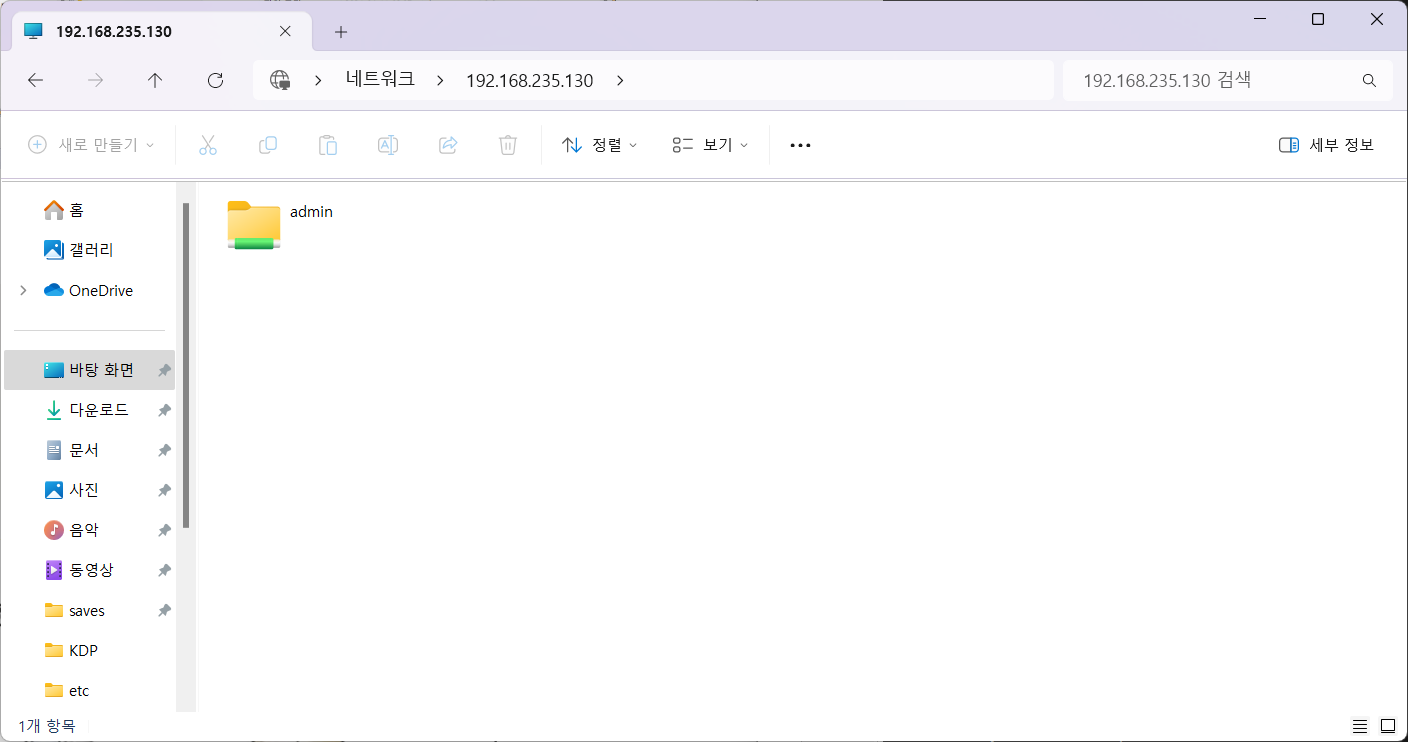 192.168.235.130
네트워크 192.168.235.130
192.168.235.130 검색
새로 만들기
정렬
보기
세부 정보
홈
갤러리
OneDrive
바탕 화면
다운로드
문서
사진
음악
동영상
saves
KDP
etc
admin
1개 항목